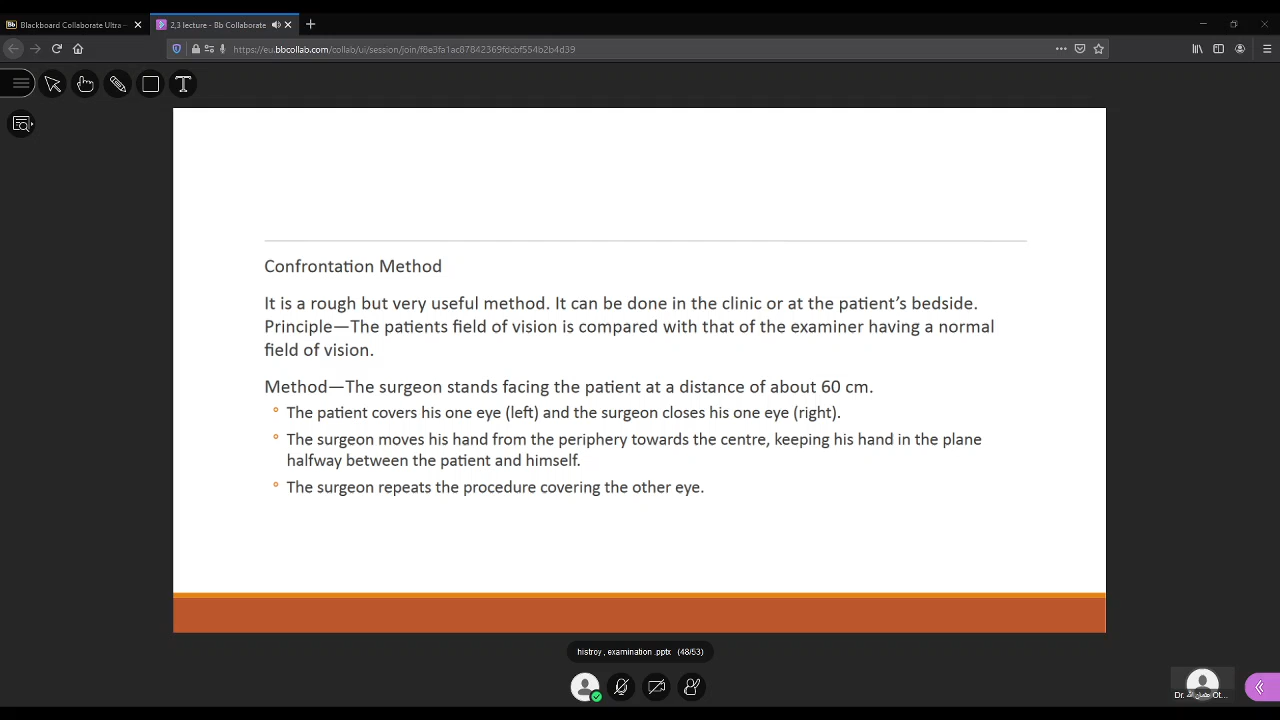 Blackboard Collaborate Ultra –
2,3 lecture - Bb Collaborate
https://eu.bbcollab.com/collab/ui/session/join/f8e3fa1ac87842369fdcbf554b2b4d39
Confrontation Method
It is a rough but very useful method. It can be done in the clinic or at the patient’s bedside.
Principle—The patients field of vision is compared with that of the examiner having a normal
field of vision.
Method—The surgeon stands facing the patient at a distance of about 60 cm.
° The patient covers his one eye (left) and the surgeon closes his one eye (right).
° The surgeon moves his hand from the periphery towards the centre, keeping his hand in the plane
halfway between the patient and himself.
° The surgeon repeats the procedure covering the other eye.
histroy , examination .pptx (48/53)
Dr. Ot...